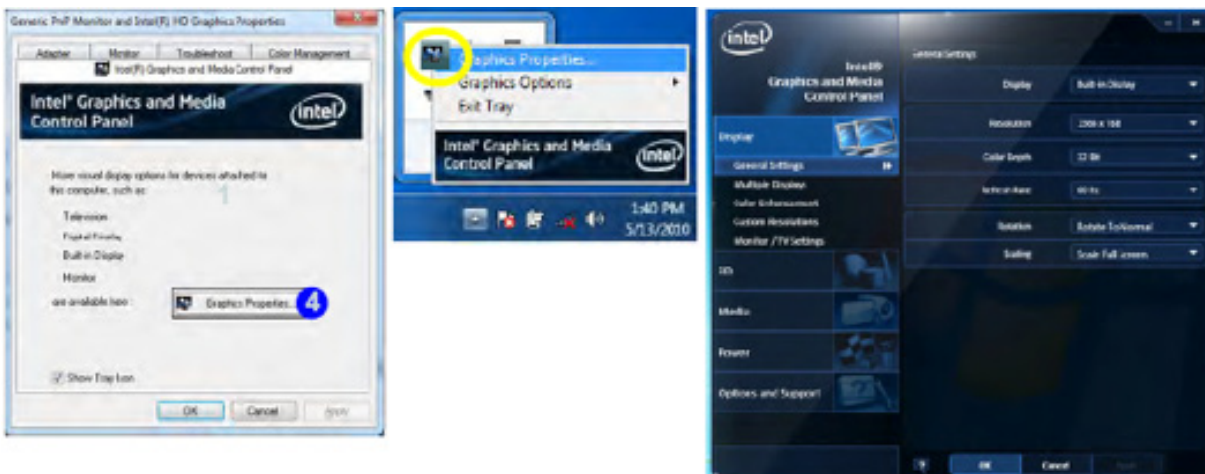 Generic PnP Monitor and Intel(R) HD Graphics Properties
Adapter Monitor Troubleshoot Color Management
Intel(R) Graphics and Media Control Panel
Intel® Graphics and Media
Control Panel
intel
More visual display options for devices attached to
this computer, such as:
1
Television
Digital Display
Built-in Display
Monitor
are available here :
Graphics Properties...
4
Show Tray Icon
OK Cancel Apply
Graphics Properties...
Graphics Options
Exit Tray
Intel® Graphics and Media
Control Panel
intel
1:40 PM
5/13/2010
intel
Intel®
Graphics and Media
Control Panel
Display
General Settings
Multiple Displays
Color Enhancement
Custom Resolutions
Monitor / TV Settings
3D
Media
Power
Options and Support
General Settings
Display Built-in Display
Resolution
Color Depth 32 Bit
Refresh Rate 60 Hz
Rotation Rotate To Normal
Scaling Scale Full Screen
?
OK Cancel